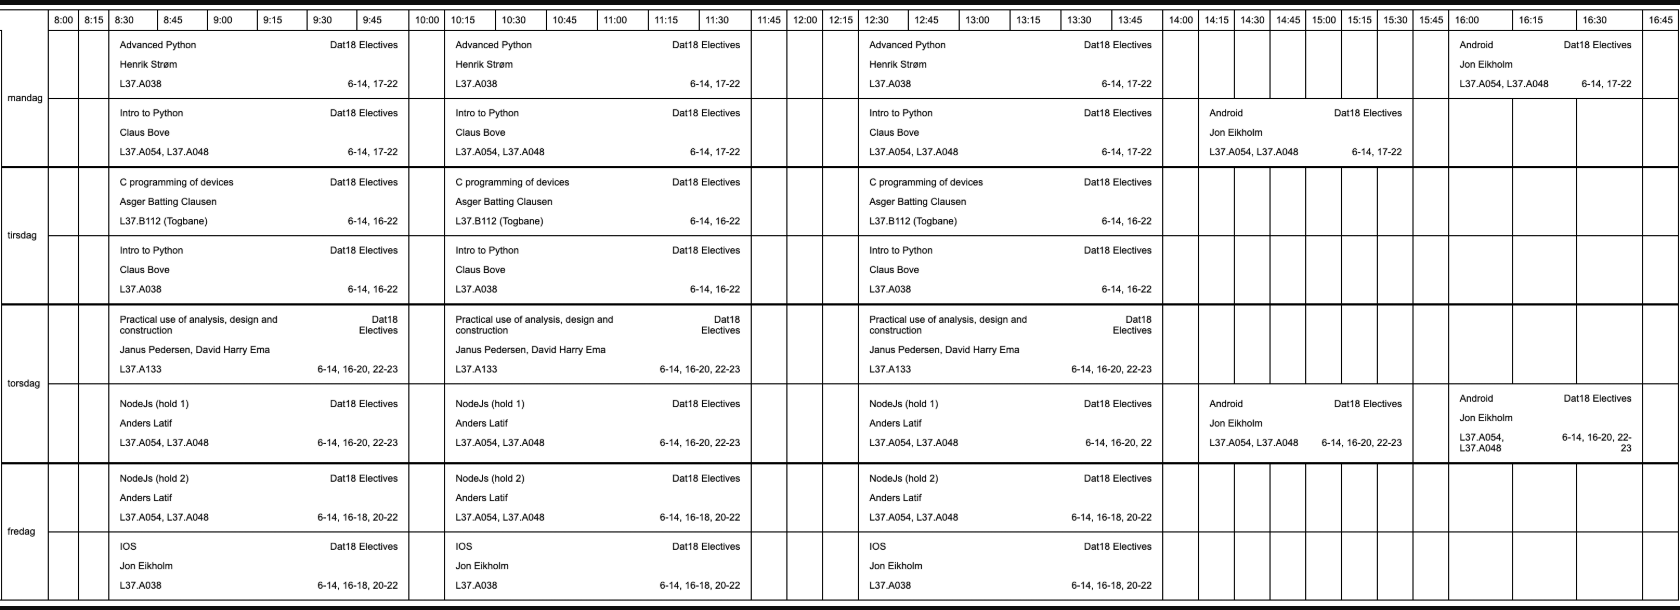 8:00 8:15 8:30 8:45 9:00 9:15 9:30 9:45 10:00 10:15 10:30 10:45 11:00 11:15 11:30 11:45 12:00 12:15 12:30 12:45 13:00 13:15 13:30 13:45 14:00 14:15 14:30 14:45 15:00 15:15 15:30 15:45 16:00 16:15 16:30 16:45
mandag
Advanced Python Dat18 Electives
Henrik Strøm
L37.A038 6-14, 17-22
Advanced Python Dat18 Electives
Henrik Strøm
L37.A038 6-14, 17-22
Advanced Python Dat18 Electives
Henrik Strøm
L37.A038 6-14, 17-22
Android Dat18 Electives
Jon Eikholm
L37.A054, L37.A048 6-14, 17-22
Intro to Python Dat18 Electives
Claus Bove
L37.A054, L37.A048 6-14, 17-22
Intro to Python Dat18 Electives
Claus Bove
L37.A054, L37.A048 6-14, 17-22
Intro to Python Dat18 Electives
Claus Bove
L37.A054, L37.A048 6-14, 17-22
Android Dat18 Electives
Jon Eikholm
L37.A054, L37.A048 6-14, 17-22
tirsdag
C programming of devices Dat18 Electives
Asger Batting Clausen
L37.B112 (Togbane) 6-14, 16-22
C programming of devices Dat18 Electives
Asger Batting Clausen
L37.B112 (Togbane) 6-14, 16-22
C programming of devices Dat18 Electives
Asger Batting Clausen
L37.B112 (Togbane) 6-14, 16-22
Intro to Python Dat18 Electives
Claus Bove
L37.A038 6-14, 16-22
Intro to Python Dat18 Electives
Claus Bove
L37.A038 6-14, 16-22
Intro to Python Dat18 Electives
Claus Bove
L37.A038 6-14, 16-22
torsdag
Practical use of analysis, design and Dat18
construction Electives
Janus Pedersen, David Harry Ema
L37.A133 6-14, 16-20, 22-23
Practical use of analysis, design and Dat18
construction Electives
Janus Pedersen, David Harry Ema
L37.A133 6-14, 16-20, 22-23
Practical use of analysis, design and Dat18
construction Electives
Janus Pedersen, David Harry Ema
L37.A133 6-14, 16-20, 22-23
NodeJs (hold 1) Dat18 Electives
Anders Latif
L37.A054, L37.A048 6-14, 16-20, 22-23
NodeJs (hold 1) Dat18 Electives
Anders Latif
L37.A054, L37.A048 6-14, 16-20, 22-23
NodeJs (hold 1) Dat18 Electives
Anders Latif
L37.A054, L37.A048 6-14, 16-20, 22
Android Dat18 Electives
Jon Eikholm
L37.A054, L37.A048 6-14, 16-20, 22-23
Android Dat18 Electives
Jon Eikholm
L37.A054, 6-14, 16-20, 22-
L37.A048 23
fredag
NodeJs (hold 2) Dat18 Electives
Anders Latif
L37.A054, L37.A048 6-14, 16-18, 20-22
NodeJs (hold 2) Dat18 Electives
Anders Latif
L37.A054, L37.A048 6-14, 16-18, 20-22
NodeJs (hold 2) Dat18 Electives
Anders Latif
L37.A054, L37.A048 6-14, 16-18, 20-22
IOS Dat18 Electives
Jon Eikholm
L37.A038 6-14, 16-18, 20-22
IOS Dat18 Electives
Jon Eikholm
L37.A038 6-14, 16-18, 20-22
IOS Dat18 Electives
Jon Eikholm
L37.A038 6-14, 16-18, 20-22